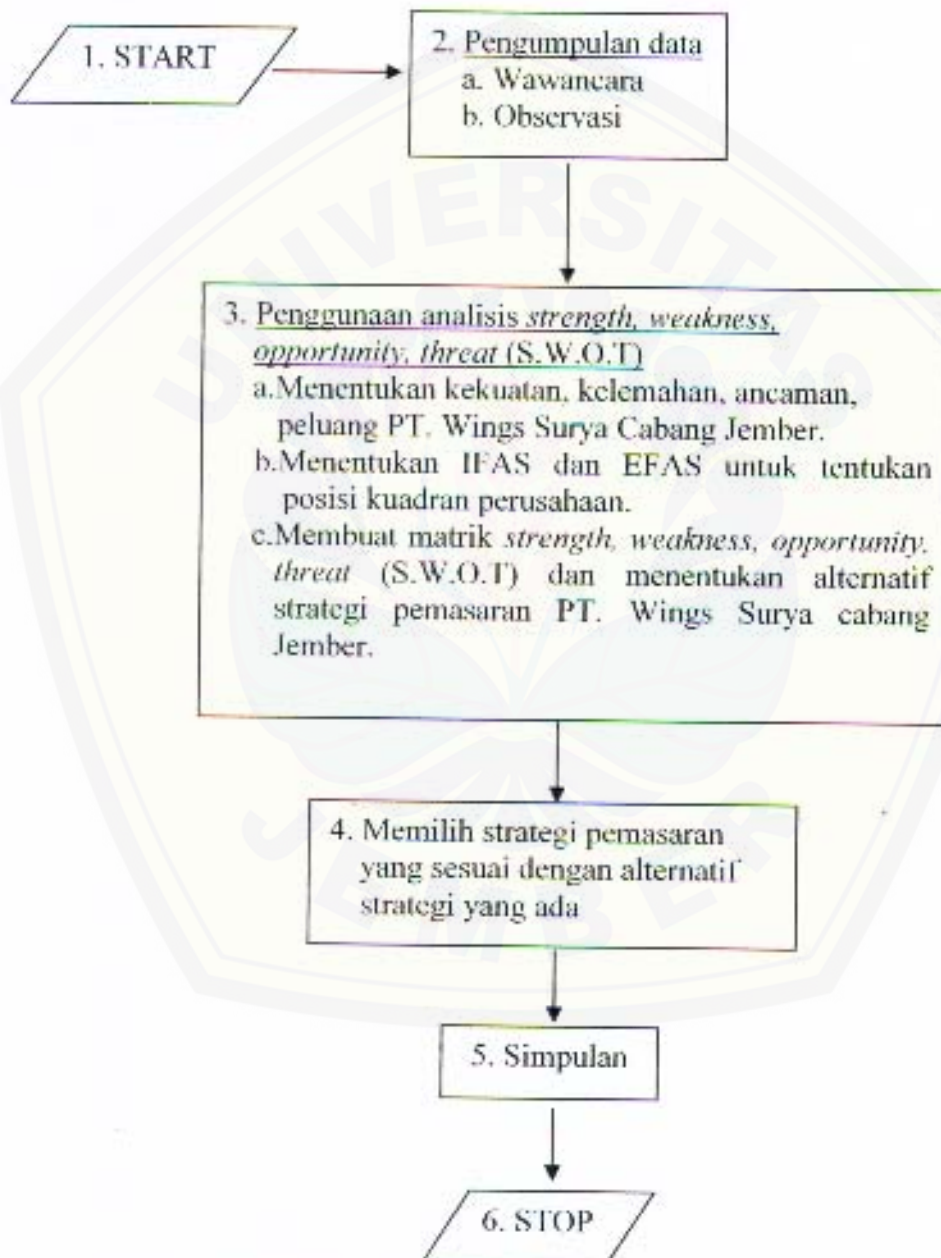 1. START
2. Pengumpulan data
a. Wawancara
b. Observasi
UNIVERSITAS
3. Penggunaan analisis strength, weakness,
opportunity, threat (S.W.O.T)
a.Menentukan kekuatan, kelemahan, ancaman,
peluang PT. Wings Surya Cabang Jember.
b.Menentukan IFAS dan EFAS untuk tentukan
posisi kuadran perusahaan.
c.Membuat matrik strength, weakness, opportunity,
threat (S.W.O.T) dan menentukan alternatif
strategi pemasaran PT. Wings Surya cabang
Jember.
4. Memilih strategi pemasaran
yang sesuai dengan alternatif
strategi yang ada
JEMBER
5. Simpulan
6. STOP